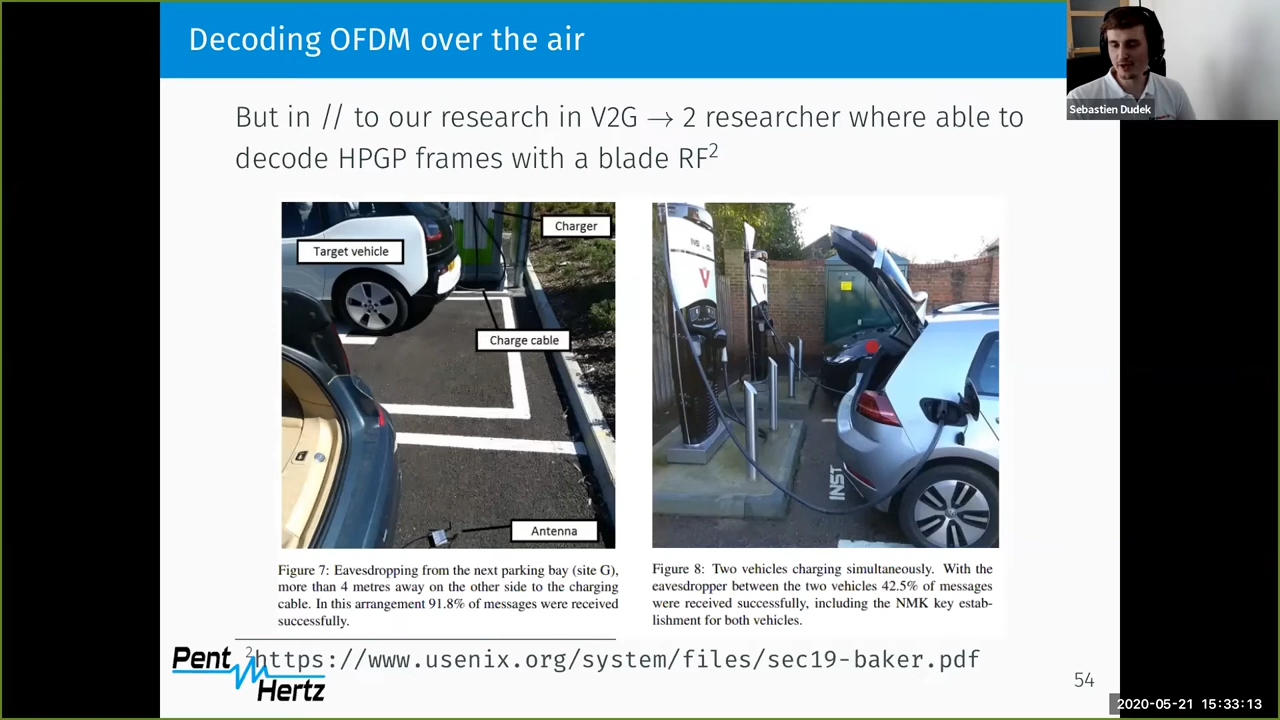 Decoding OFDM over the air
Sebastien Dudek
But in // to our research in V2G → 2 researcher where able to
decode HPGP frames with a blade RF2
Charger
Target vehicle
Charge cable
Antenna
INST
Figure 7: Eavesdropping from the next parking bay (site G),
more than 4 metres away on the other side to the charging
cable. In this arrangement 91.8% of messages were received
successfully.
Figure 8: Two vehicles charging simultaneously. With the
eavesdropper between the two vehicles 42.5% of messages
were received successfully, including the NMK key estab-
lishment for both vehicles.
2https://www.usenix.org/system/files/sec19-baker.pdf
Pent
Hertz
54
2020-05-21 15:33:13